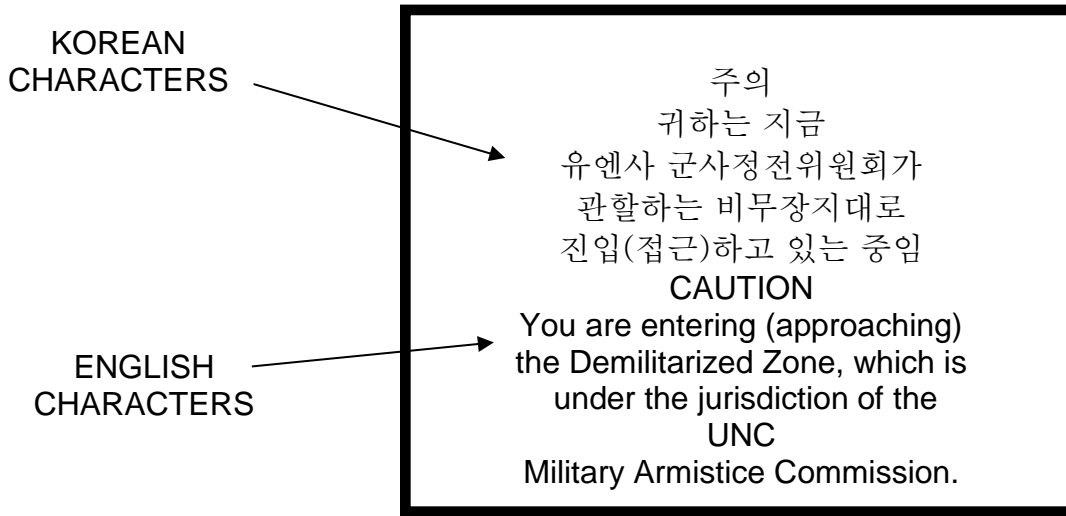 KOREAN
CHARACTERS
주의
귀하는 지금
유엔사 군사정전위원회가
관할하는 비무장지대로
진입(접근)하고 있는 중임
CAUTION
You are entering (approaching)
the Demilitarized Zone, which is
under the jurisdiction of the
UNC
Military Armistice Commission.
ENGLISH
CHARACTERS